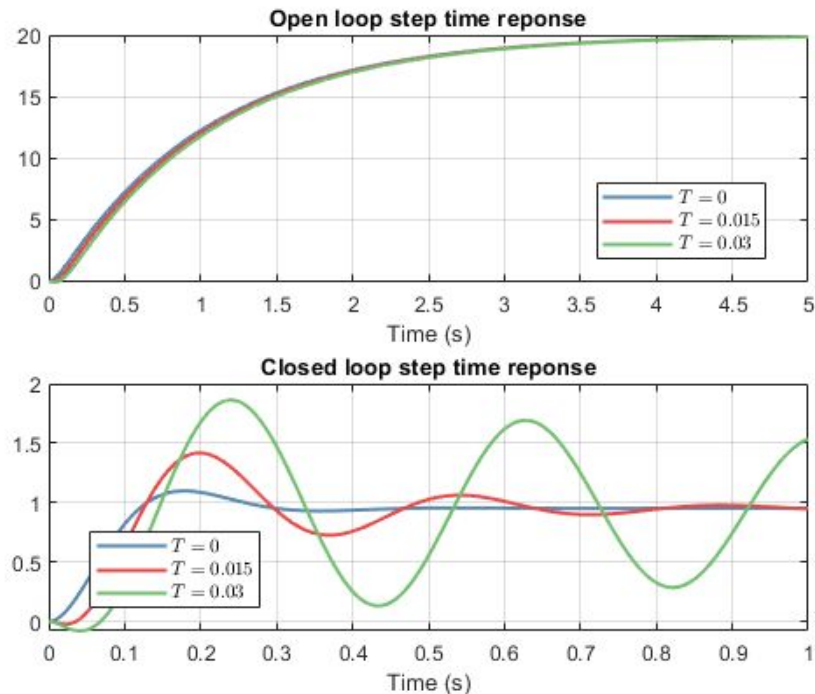 Open loop step time reponse
20
15
10
5
0
T = 0
T = 0.015
T = 0.03
0 0.5 1 1.5 2 2.5 3 3.5 4 4.5 5
Time (s)
Closed loop step time reponse
2
1.5
1
0.5
0
T = 0
T = 0.015
T = 0.03
0 0.1 0.2 0.3 0.4 0.5 0.6 0.7 0.8 0.9 1
Time (s)